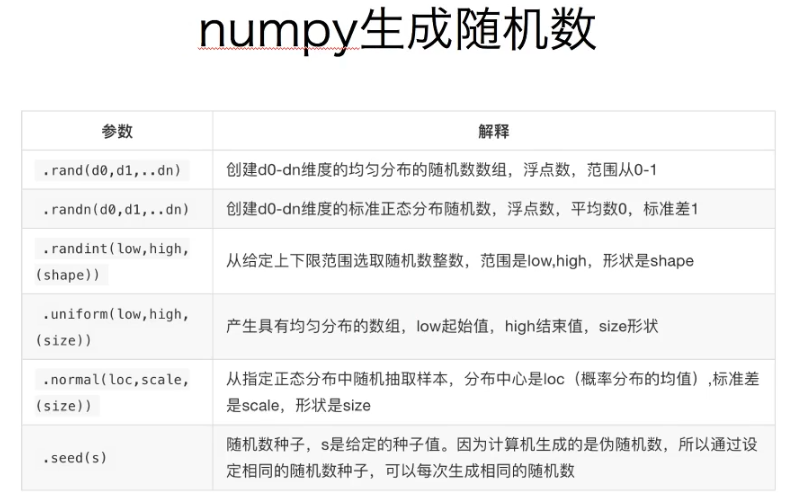 numpy生成随机数
参数
解释
.rand(d0,d1,..dn)
创建d0-dn维度的均匀分布的随机数数组，浮点数，范围从0-1
.randn(d0,d1,..dn)
创建d0-dn维度的标准正态分布随机数，浮点数，平均数0，标准差1
.randint(low,high,
(shape))
从给定上下限范围选取随机数整数，范围是low,high，形状是shape
.uniform(low,high,
(size))
产生具有均匀分布的数组，low起始值，high结束值，size形状
.normal(loc,scale,
(size))
从指定正态分布中随机抽取样本，分布中心是loc（概率分布的均值）,标准差
是scale，形状是size
.seed(s)
随机数种子，s是给定的种子值。因为计算机生成的是伪随机数，所以通过设
定相同的随机数种子，可以每次生成相同的随机数